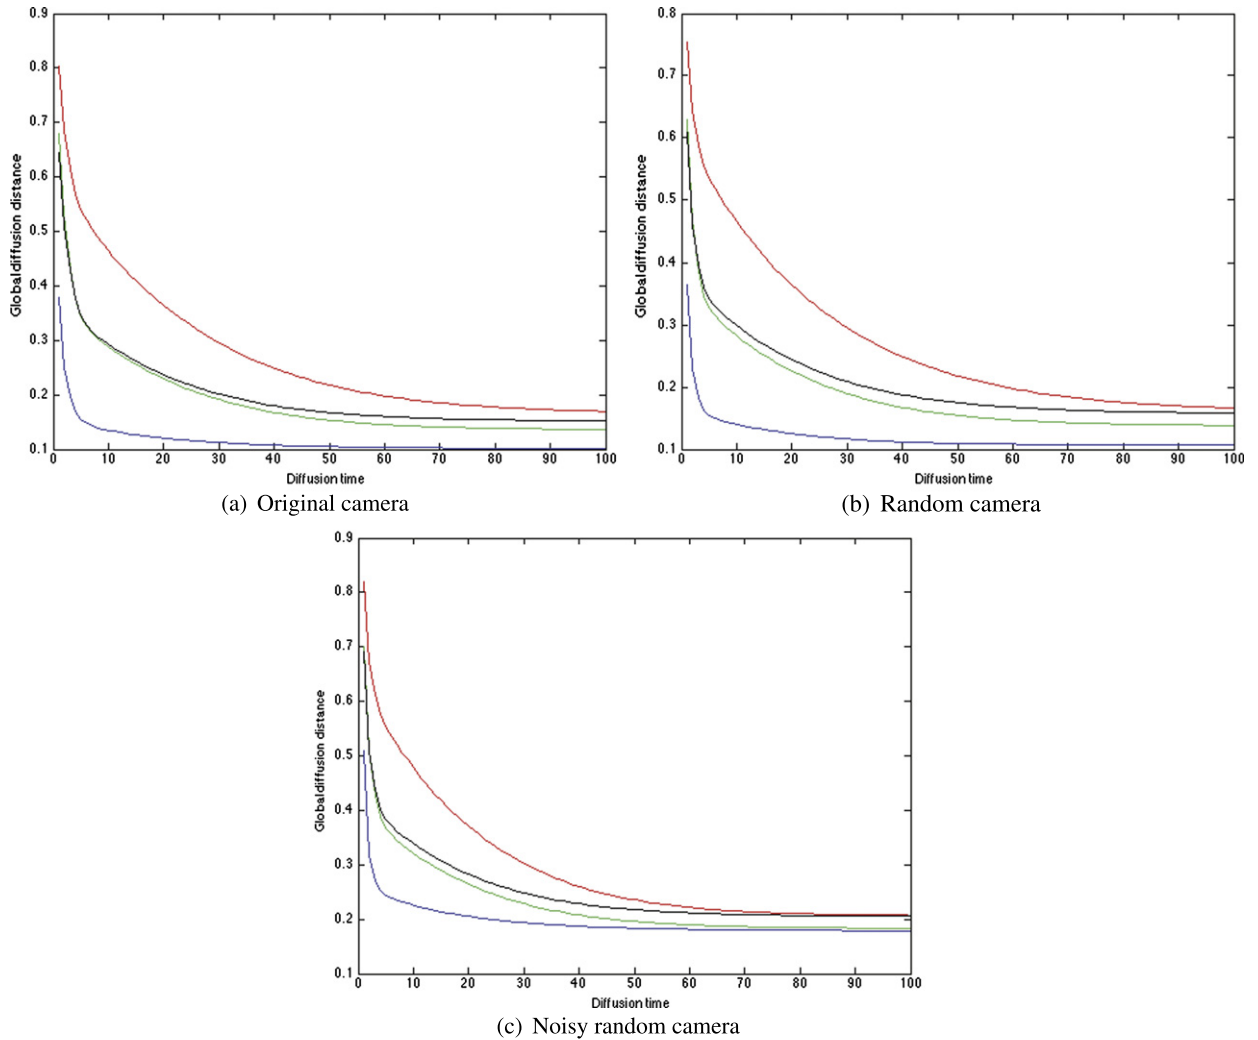 0.9
0.8
0.7
0.6
0.5
0.4
0.3
0.2
0.1
Global diffusion distance
0 10 20 30 40 50 60 70 80 90 100
Diffusion time
(a) Original camera
0.8
0.7
0.6
0.5
0.4
0.3
0.2
0.1
Global diffusion distance
0 10 20 30 40 50 60 70 80 90 100
Diffusion time
(b) Random camera
0.9
0.8
0.7
0.6
0.5
0.4
0.3
0.2
0.1
Global diffusion distance
0 10 20 30 40 50 60 70 80 90 100
Diffusion time
(c) Noisy random camera